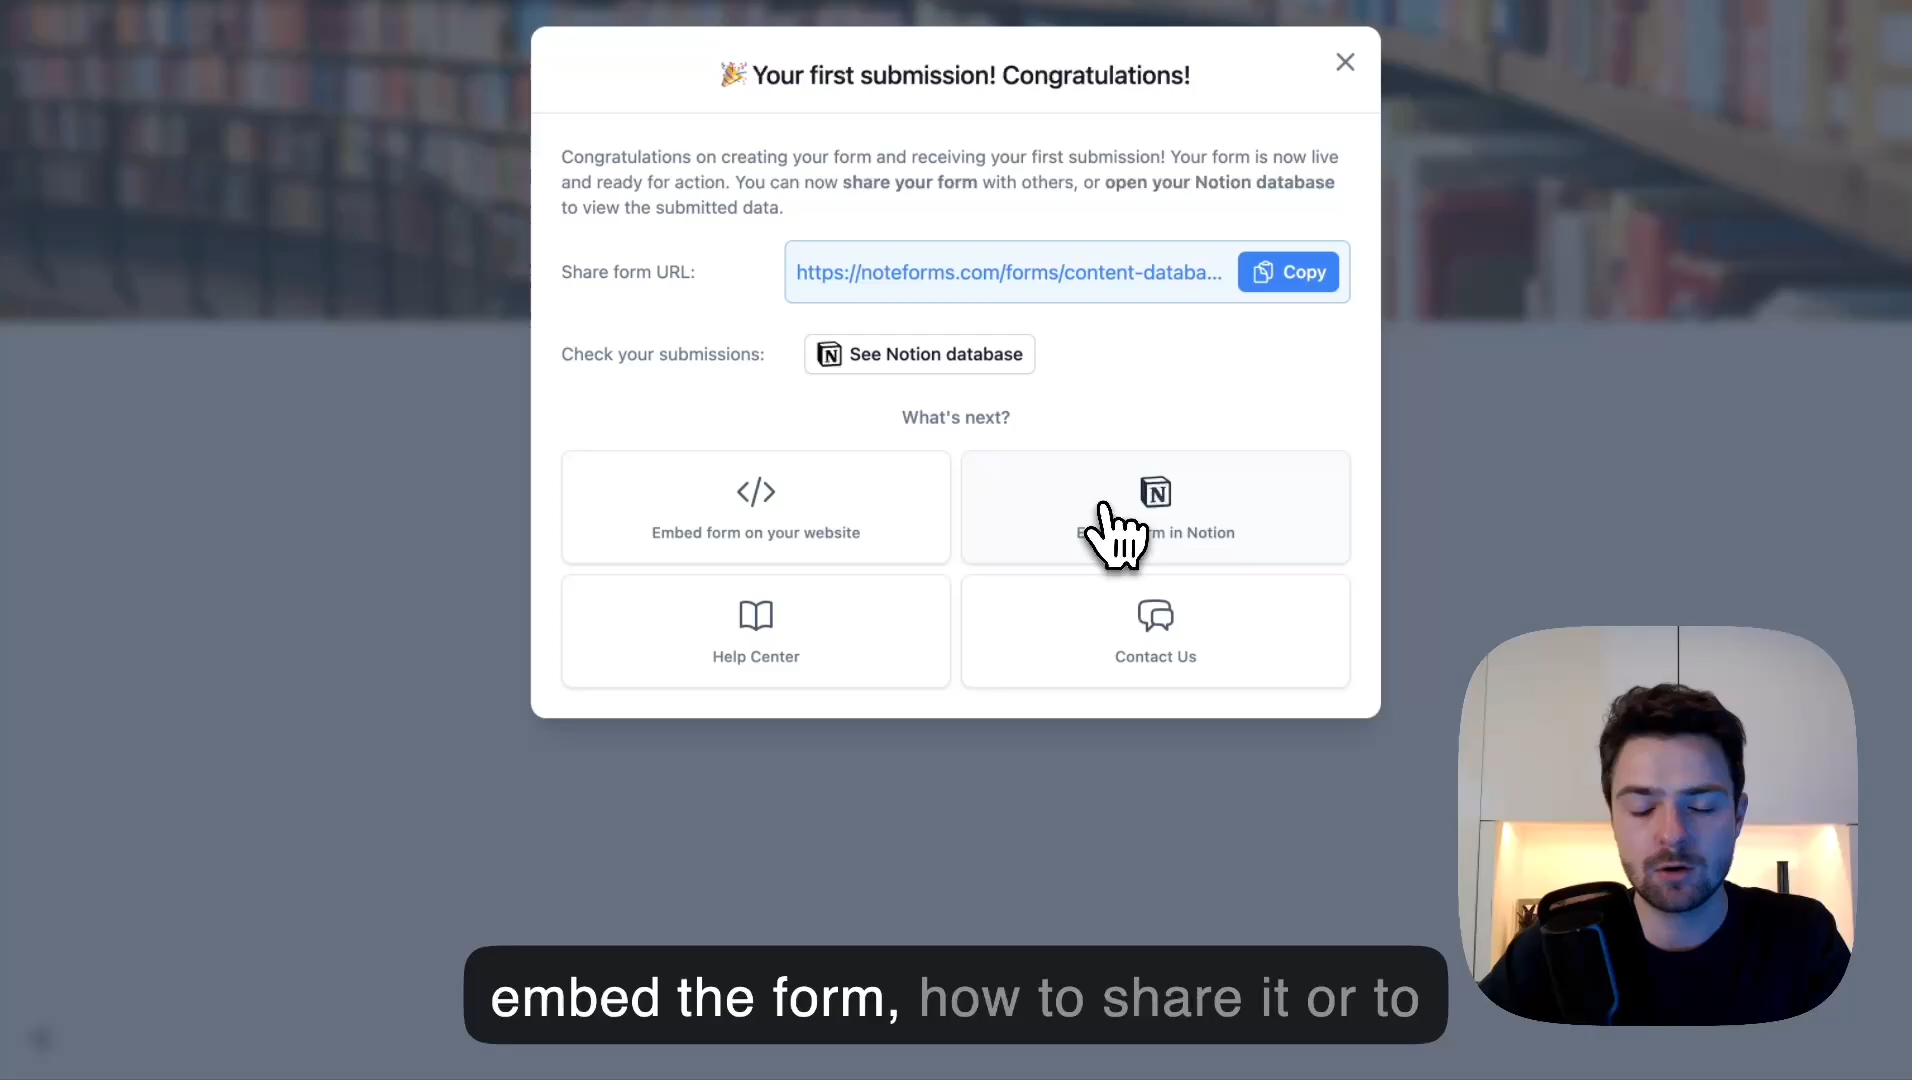 🎉 Your first submission! Congratulations!
Congratulations on creating your form and receiving your first submission! Your form is now live
and ready for action. You can now share your form with others, or open your Notion database
to view the submitted data.
Share form URL:
https://noteforms.com/forms/content-databa...
Copy
Check your submissions:
See Notion database
What's next?
Embed form on your website
in Notion
Help Center
Contact Us
embed the form, how to share it or to